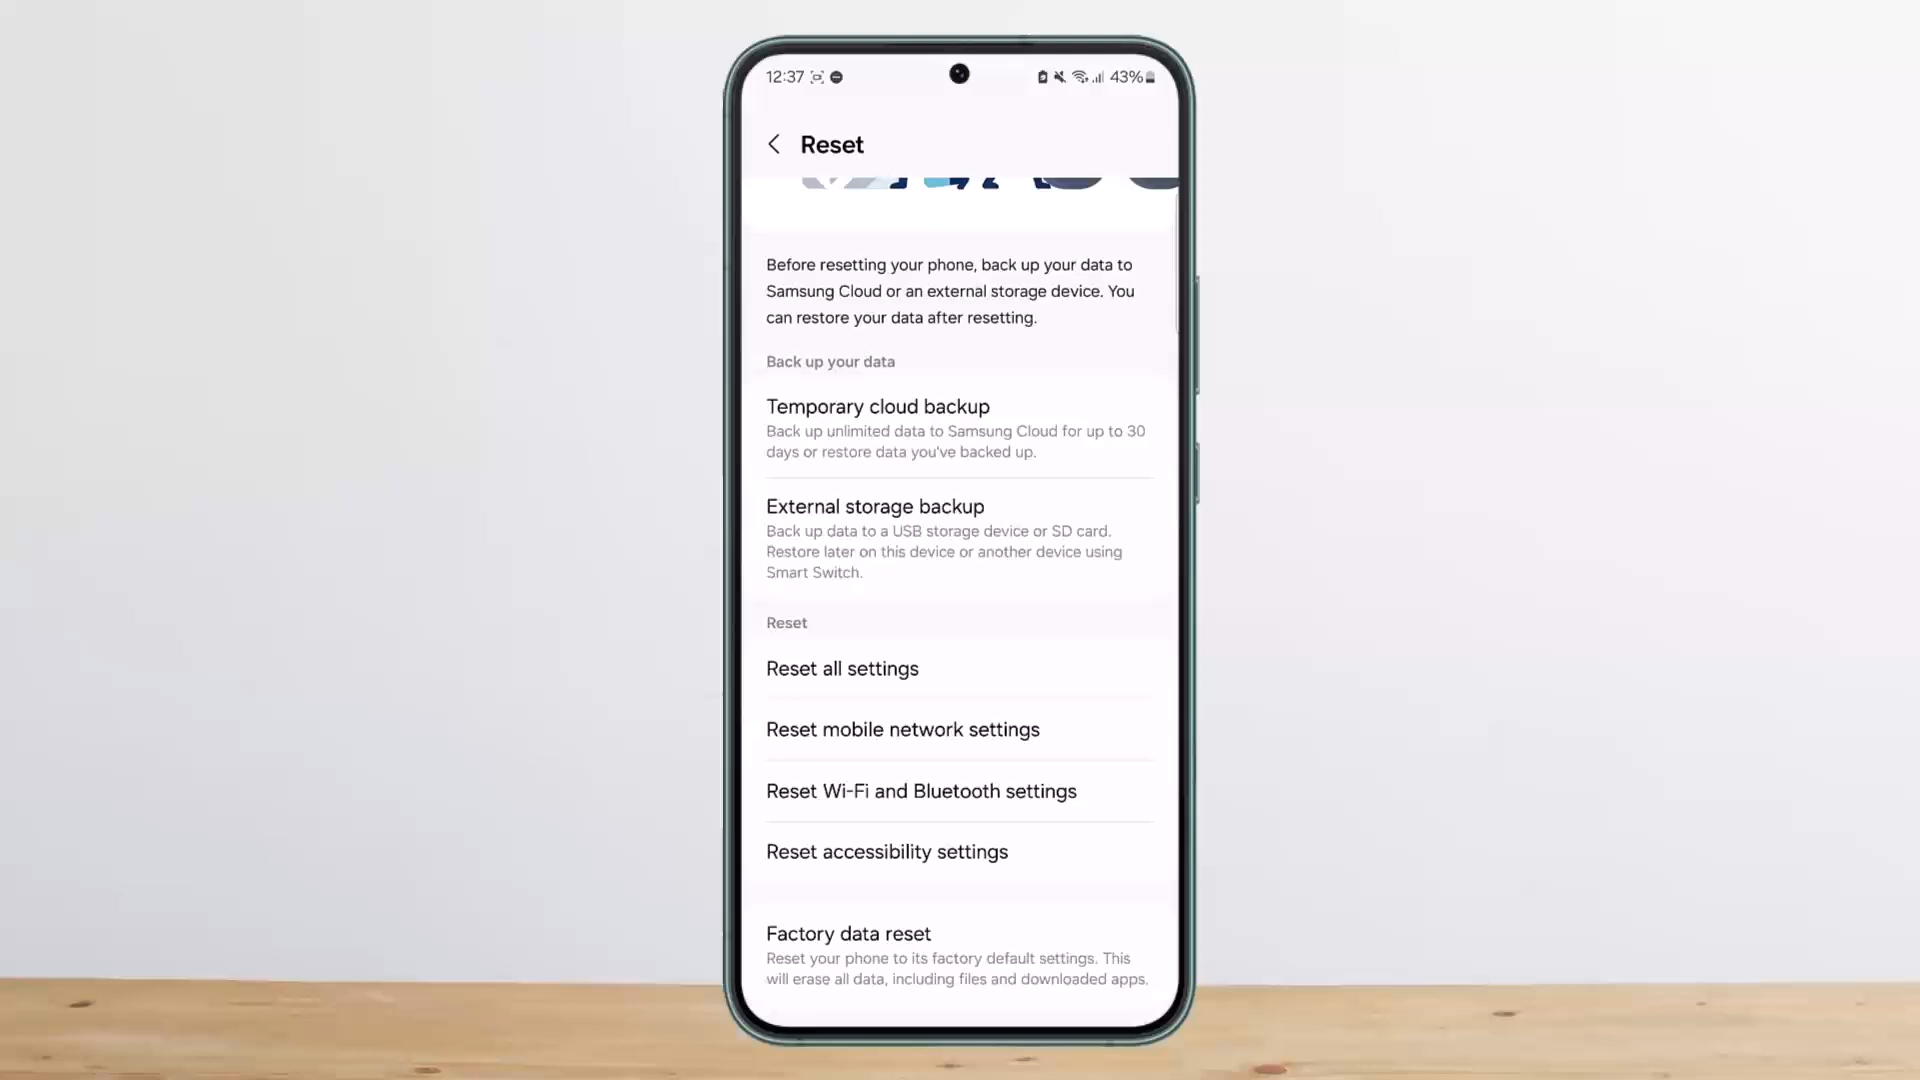 12:37 43%
Reset
Before resetting your phone, back up your data to
Samsung Cloud or an external storage device. You
can restore your data after resetting.
Back up your data
Temporary cloud backup
Back up unlimited data to Samsung Cloud for up to 30
days or restore data you've backed up.
External storage backup
Back up data to a USB storage device or SD card.
Restore later on this device or another device using
Smart Switch.
Reset
Reset all settings
Reset mobile network settings
Reset Wi-Fi and Bluetooth settings
Reset accessibility settings
Factory data reset
Reset your phone to its factory default settings. This
will erase all data, including files and downloaded apps.